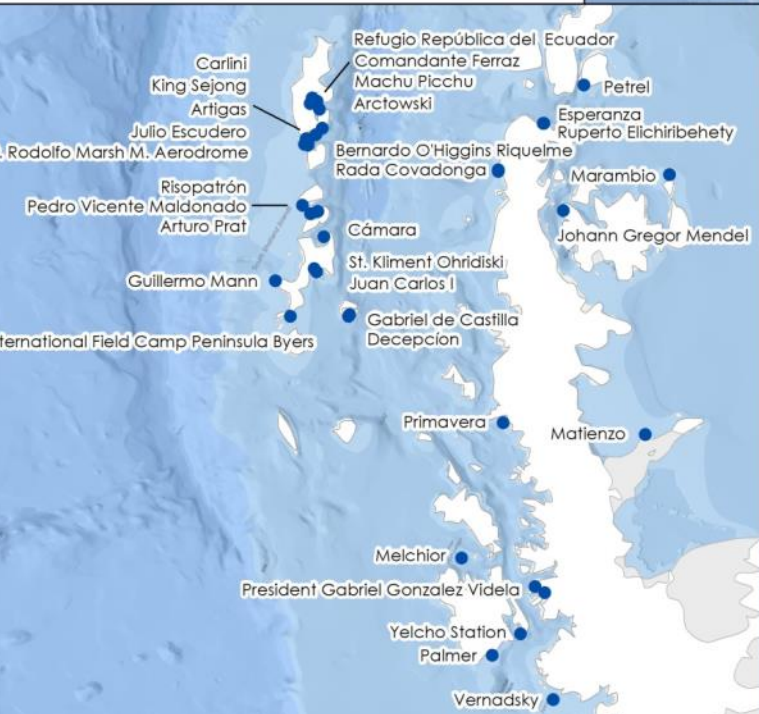 Refugio República del Ecuador
Comandante Ferraz
Machu Picchu
Arctowski
Carlini
King Sejong
Artigas
Julio Escudero
. Rodolfo Marsh M. Aerodrome
Petrel
Esperanza
Ruperto Elichiribehety
Bernardo O'Higgins Riquelme
Rada Covadonga
Marambio
Risopatrón
Pedro Vicente Maldonado
Arturo Prat
Cámara
Johann Gregor Mendel
St. Kliment Ohridiski
Juan Carlos I
Guillermo Mann
ternational Field Camp Peninsula Byers
Gabriel de Castilla
Decepcíon
Primavera
Matienzo
Melchior
President Gabriel Gonzalez Videla
Yelcho Station
Palmer
Vernadsky